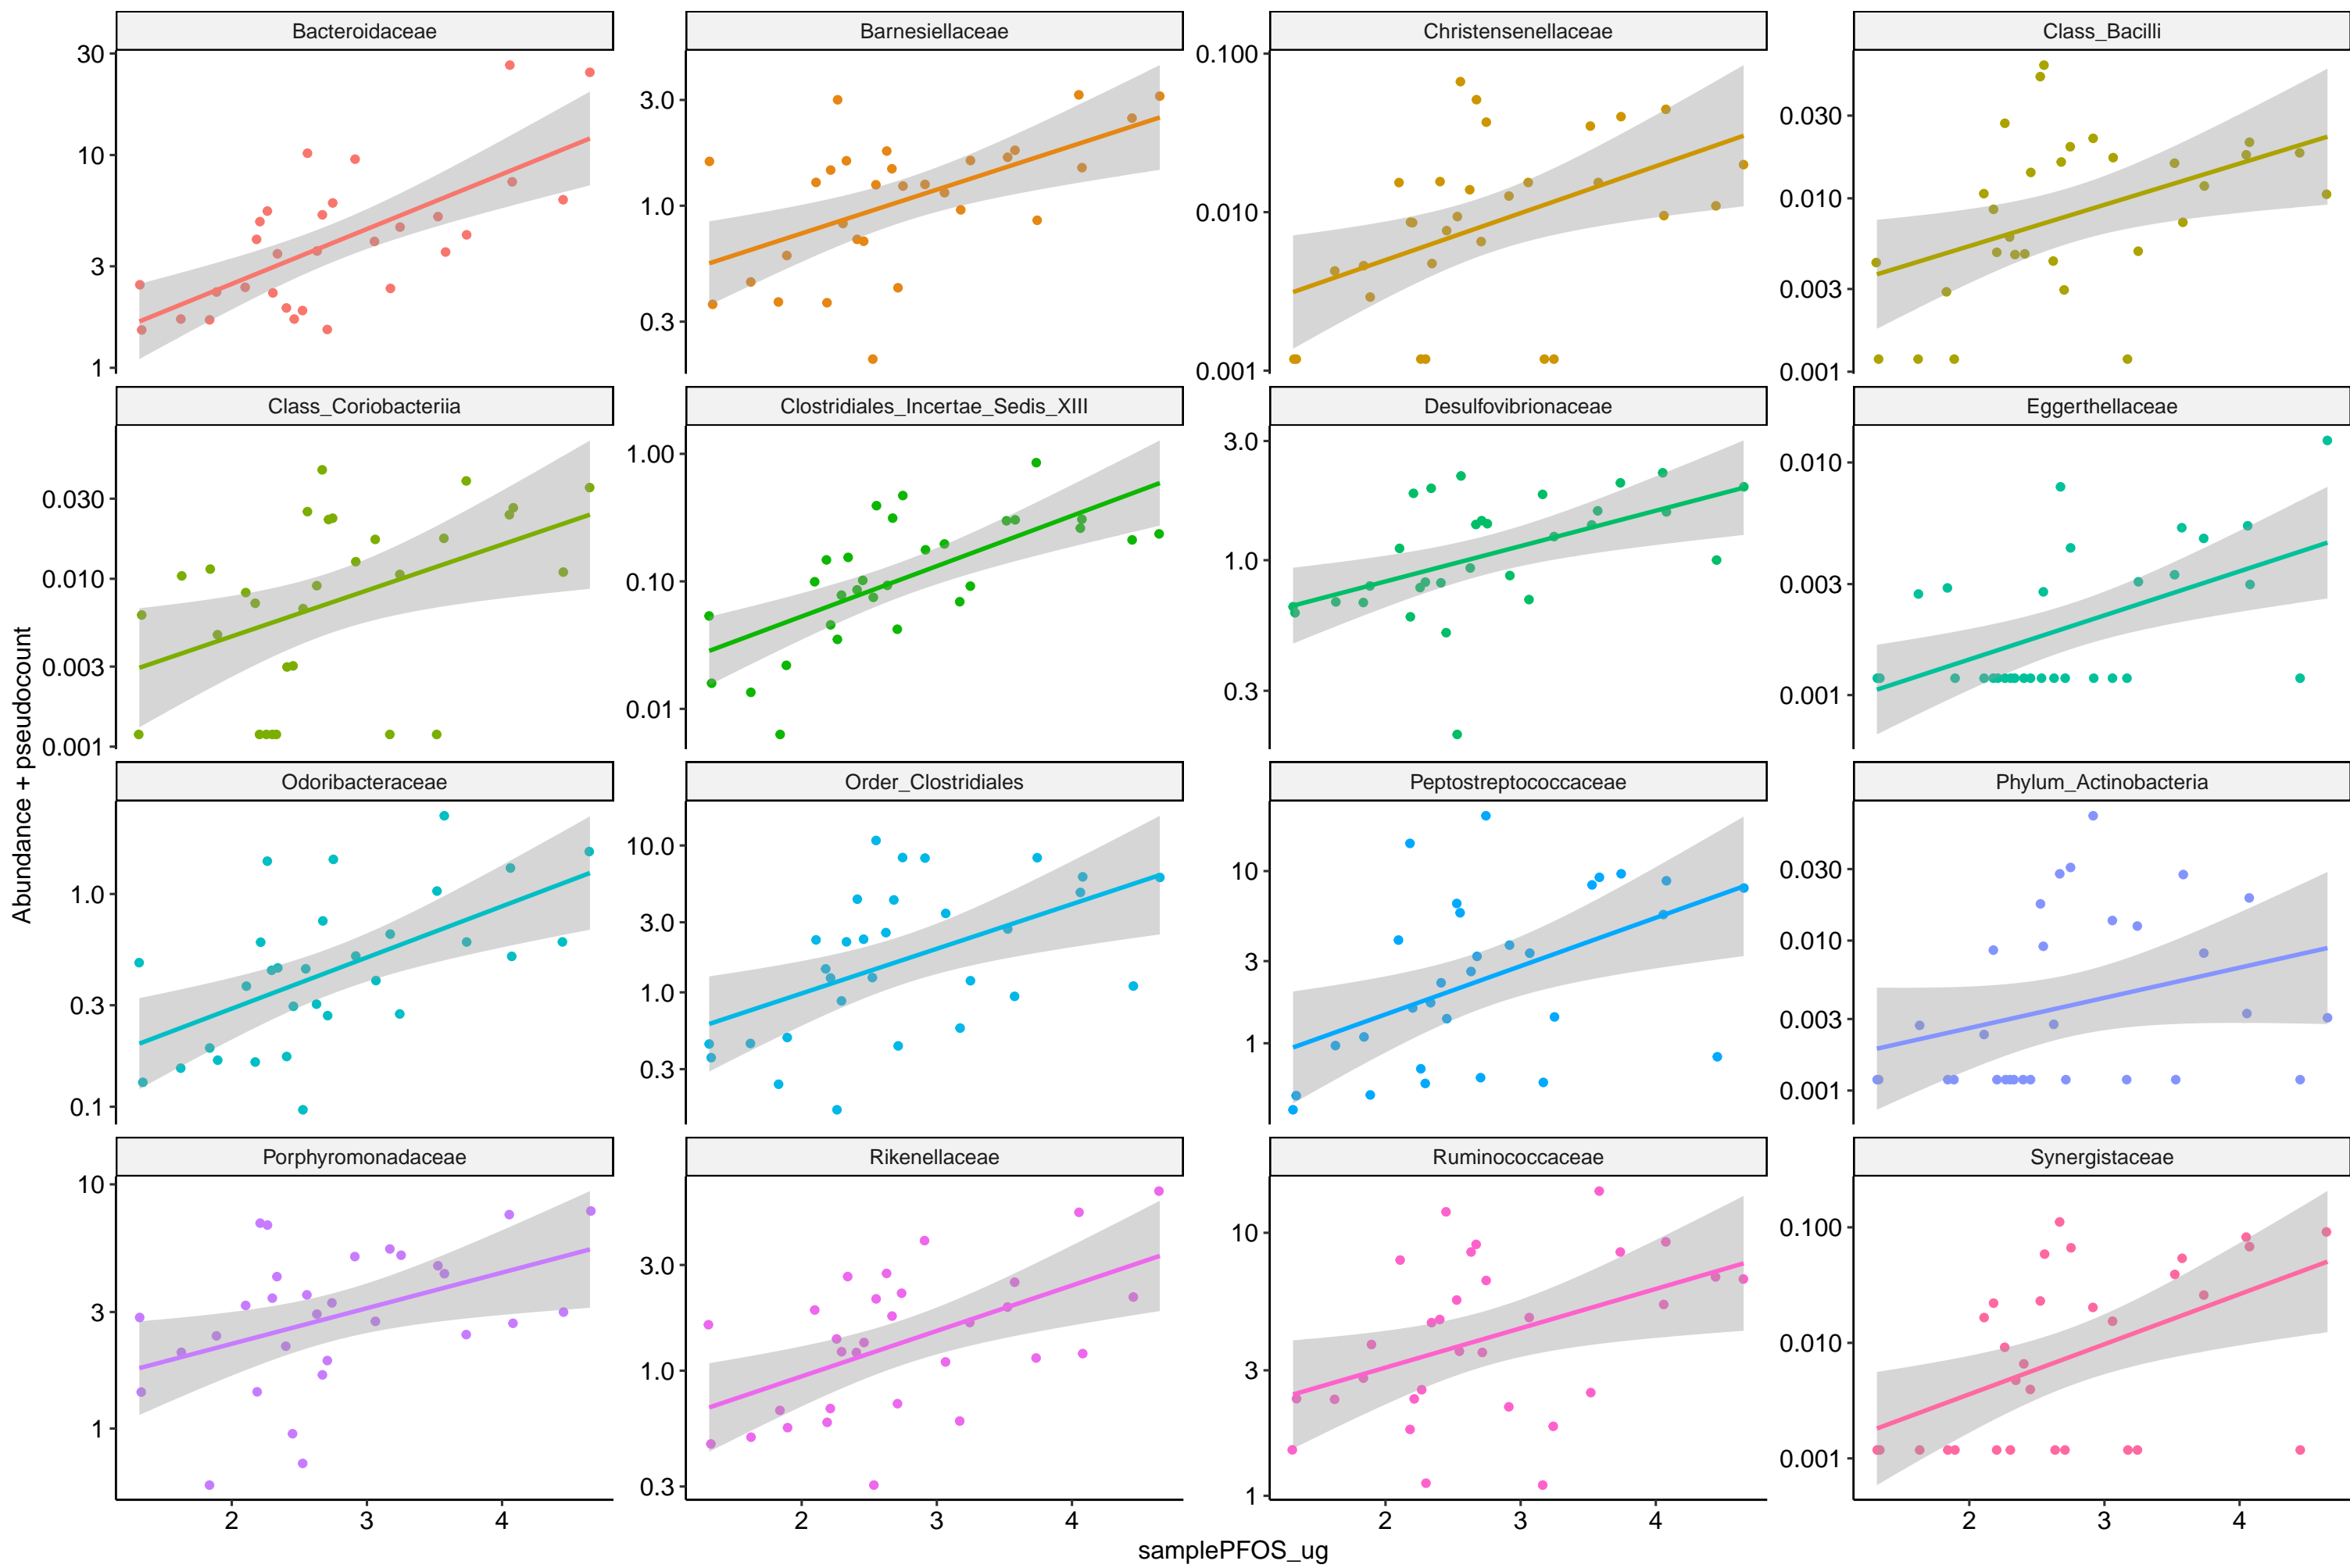 Bacteroidaceae
Barnesiellaceae
Christensenellaceae
Class_Bacilli
30
10
3
1
3.0
1.0
0.3
0.100
0.010
0.001
0.030
0.010
0.003
0.001
Class_Coriobacteriia
Clostridiales_Incertae_Sedis_XIII
Desulfovibrionaceae
Eggerthellaceae
0.030
0.010
0.003
0.001
1.00
0.10
0.01
3.0
1.0
0.3
0.010
0.003
0.001
Abundance + pseudocount
Odoribacteraceae
Order_Clostridiales
Peptostreptococcaceae
Phylum_Actinobacteria
1.0
0.3
0.1
10.0
3.0
1.0
0.3
10
3
1
0.030
0.010
0.003
0.001
Porphyromonadaceae
Rikenellaceae
Ruminococcaceae
Synergistaceae
10
3
1
3.0
1.0
0.3
10
3
1
0.100
0.010
0.001
2 3 4
2 3 4
2 3 4
2 3 4
samplePFOS_ug